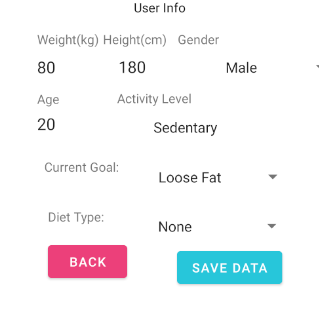 User Info
Weight(kg) Height(cm) Gender
80 180 Male
Age Activity Level
20 Sedentary
Current Goal: Loose Fat
Diet Type: None
BACK SAVE DATA